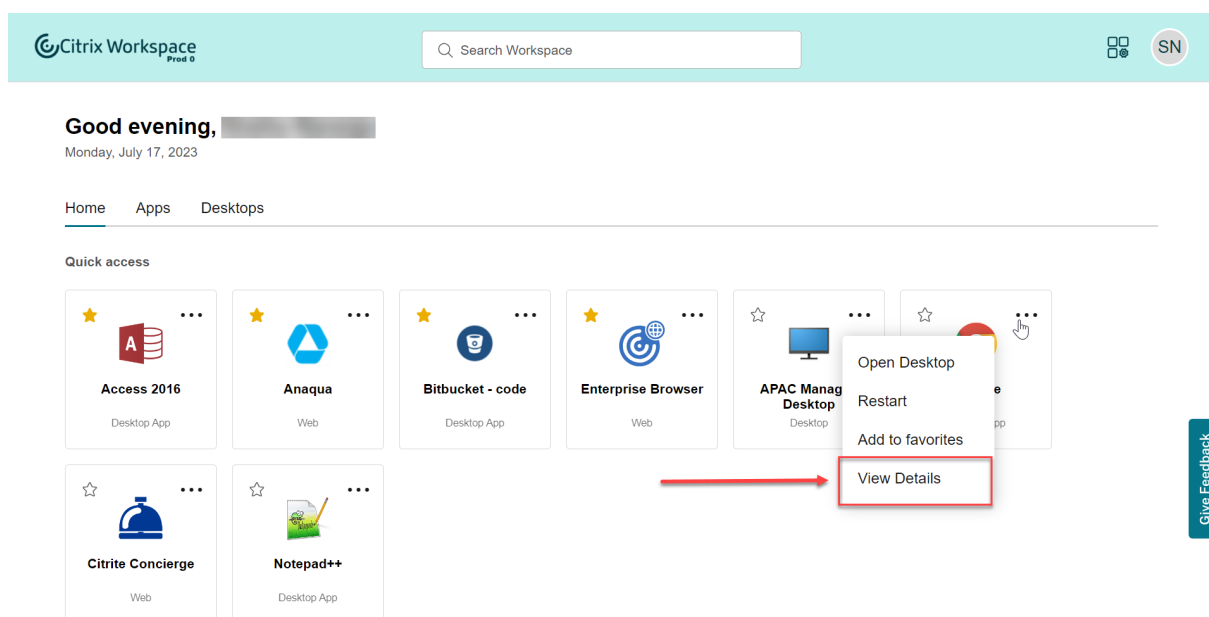 Citrix Workspace
Prod 0
Search Workspace
SN
Good evening,
Monday, July 17, 2023
Home Apps Desktops
Quick access
Access 2016
Desktop App
Anaqua
Web
Bitbucket - code
Desktop App
Enterprise Browser
Web
APAC Manag
Desktop
Desktop
e
pp
Open Desktop
Restart
Add to favorites
View Details
Give Feedback
Citrite Concierge
Web
Notepad++
Desktop App